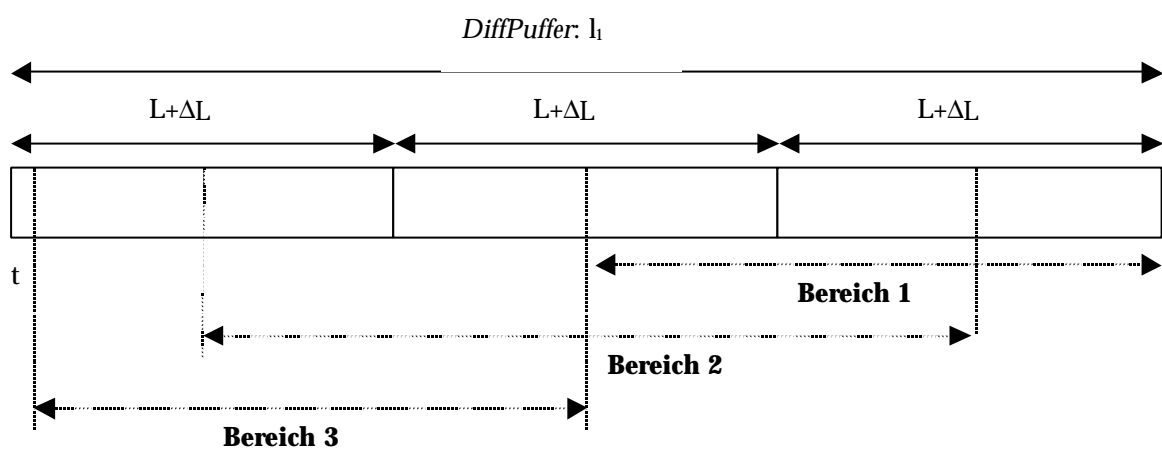 DiffPuffer: l₁
L+ΔL L+ΔL L+ΔL
t
Bereich 1
Bereich 2
Bereich 3